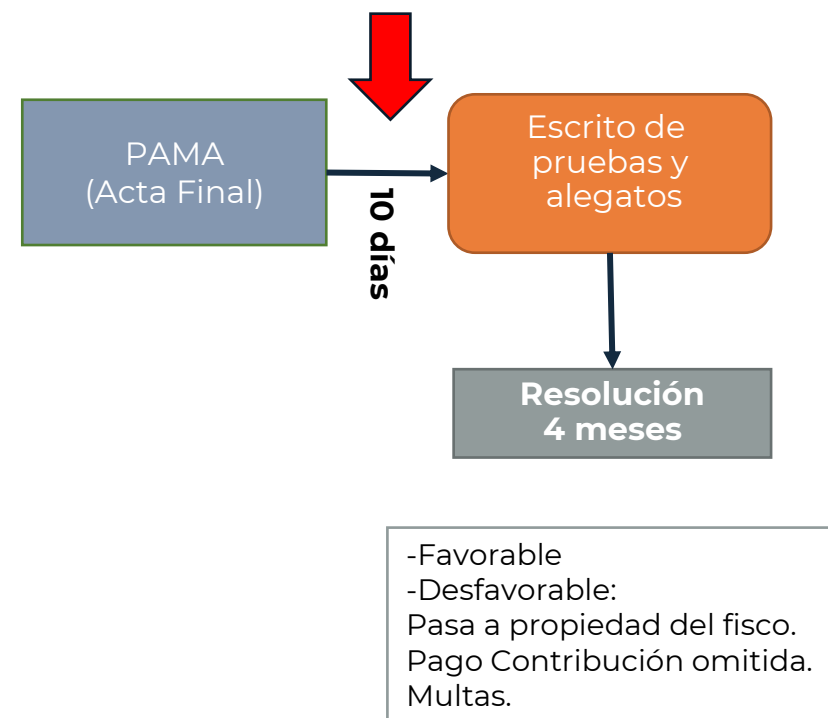 PAMA
(Acta Final)
10 días
Escrito de
pruebas y
alegatos
Resolución
4 meses
-Favorable
-Desfavorable:
Pasa a propiedad del fisco.
Pago Contribución omitida.
Multas.